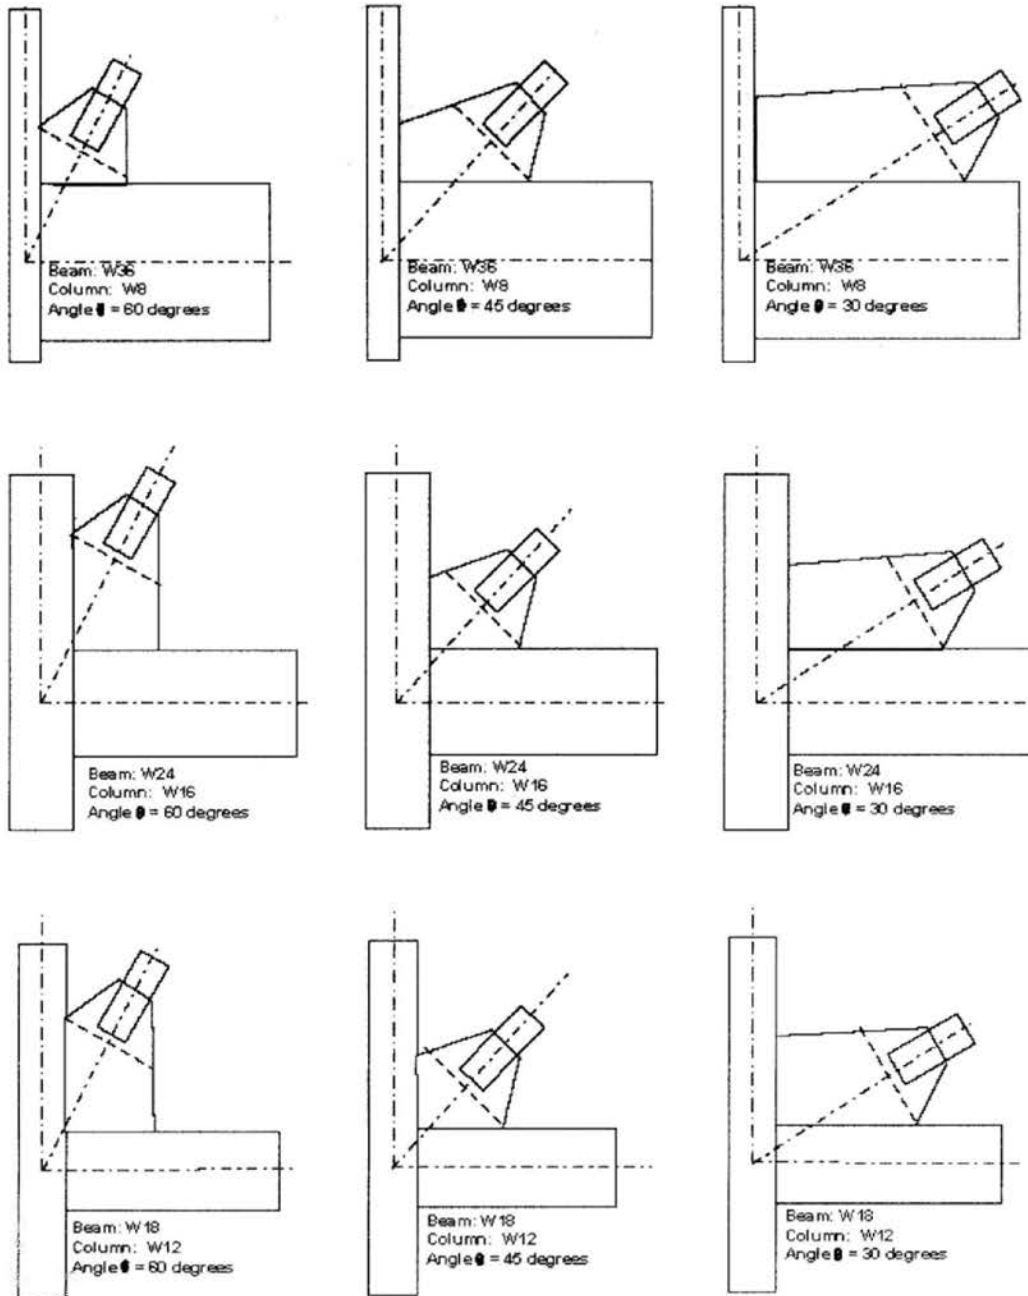 Beam: W36
Column: W8
Angle θ = 60 degrees
Beam: W36
Column: W8
Angle θ = 45 degrees
Beam: W36
Column: W8
Angle θ = 30 degrees
Beam: W24
Column: W16
Angle θ = 60 degrees
Beam: W24
Column: W16
Angle θ = 45 degrees
Beam: W24
Column: W16
Angle θ = 30 degrees
Beam: W18
Column: W12
Angle θ = 60 degrees
Beam: W18
Column: W12
Angle θ = 45 degrees
Beam: W18
Column: W12
Angle θ = 30 degrees